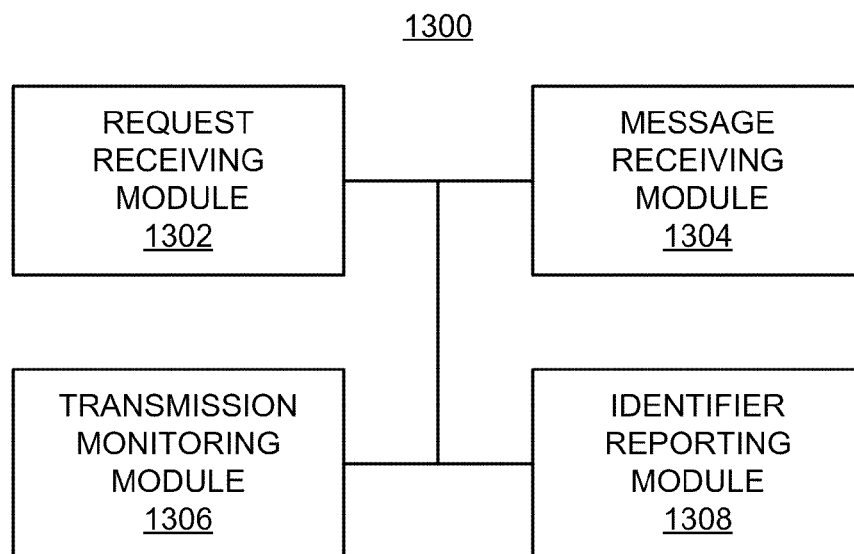 1300
REQUEST
RECEIVING
MODULE
1302
MESSAGE
RECEIVING
MODULE
1304
TRANSMISSION
MONITORING
MODULE
1306
IDENTIFIER
REPORTING
MODULE
1308